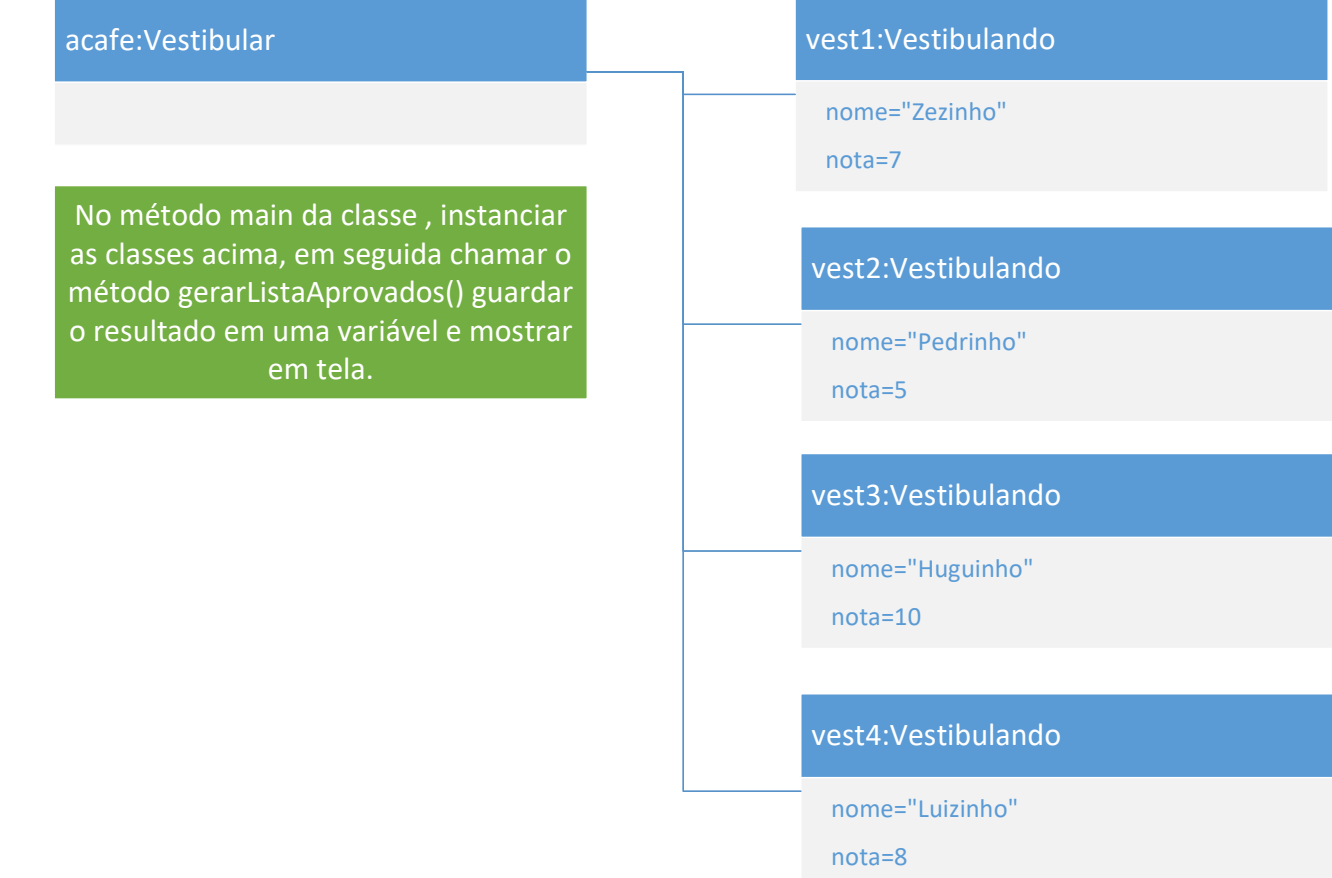 acafe:Vestibular
No método main da classe , instanciar
as classes acima, em seguida chamar o
método gerarListaAprovados() guardar
o resultado em uma variável e mostrar
em tela.
vest1:Vestibulando
nome="Zezinho"
nota=7
vest2:Vestibulando
nome="Pedrinho"
nota=5
vest3:Vestibulando
nome="Huguinho"
nota=10
vest4:Vestibulando
nome="Luizinho"
nota=8